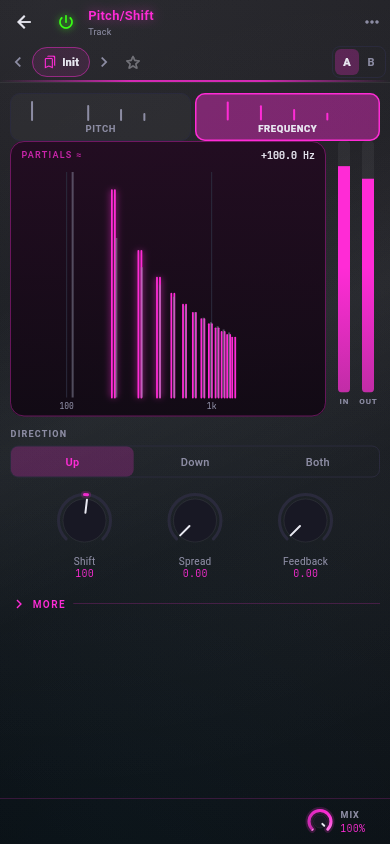 Pitch/Shift
Track
Init
A
B
PITCH
FREQUENCY
PARTIALS ≈
+100.0 Hz
100
1k
IN
OUT
DIRECTION
Up
Down
Both
Shift
Spread
Feedback
100
0.00
0.00
MORE
MIX
100%